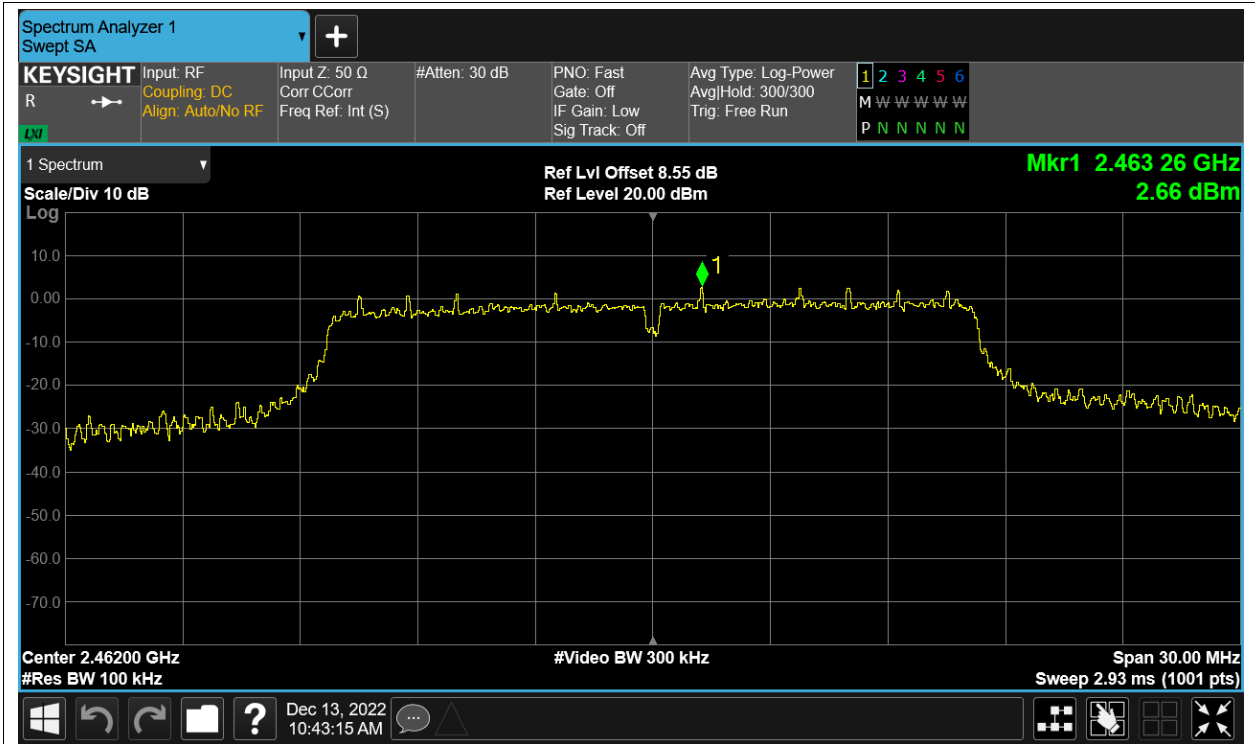 Spectrum Analyzer 1
Swept SA
KEYSIGHT
R
LXI
Input: RF
Coupling: DC
Align: Auto/No RF
Input Z: 50 Ω
Corr CCorr
Freq Ref: Int (S)
#Atten: 30 dB
PNO: Fast
Gate: Off
IF Gain: Low
Sig Track: Off
Avg Type: Log-Power
Avg|Hold: 300/300
Trig: Free Run
1 2 3 4 5 6
M W W W W W
P N N N N N
1 Spectrum
Scale/Div 10 dB
Log
Ref Lvl Offset 8.55 dB
Ref Level 20.00 dBm
Mkr1 2.463 26 GHz
2.66 dBm
1
10.0
0.00
-10.0
-20.0
-30.0
-40.0
-50.0
-60.0
-70.0
Center 2.46200 GHz
#Res BW 100 kHz
#Video BW 300 kHz
Span 30.00 MHz
Sweep 2.93 ms (1001 pts)
?
Dec 13, 2022
10:43:15 AM